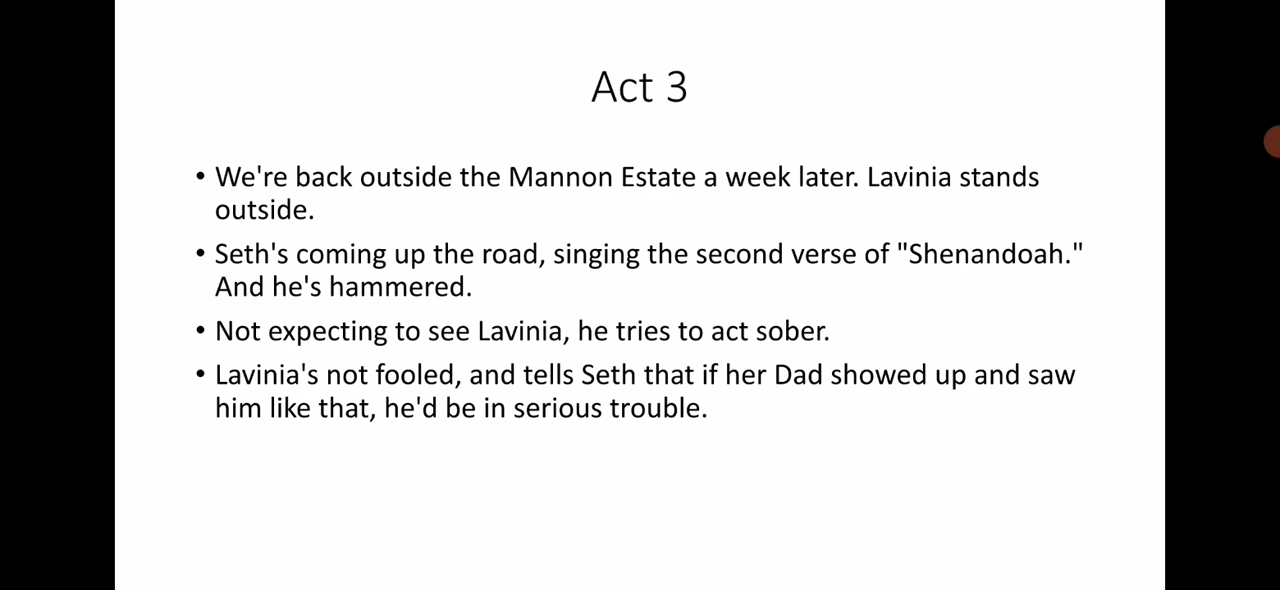 Act 3
• We're back outside the Mannon Estate a week later. Lavinia stands
outside.
• Seth's coming up the road, singing the second verse of "Shenandoah."
And he's hammered.
• Not expecting to see Lavinia, he tries to act sober.
• Lavinia's not fooled, and tells Seth that if her Dad showed up and saw
him like that, he'd be in serious trouble.